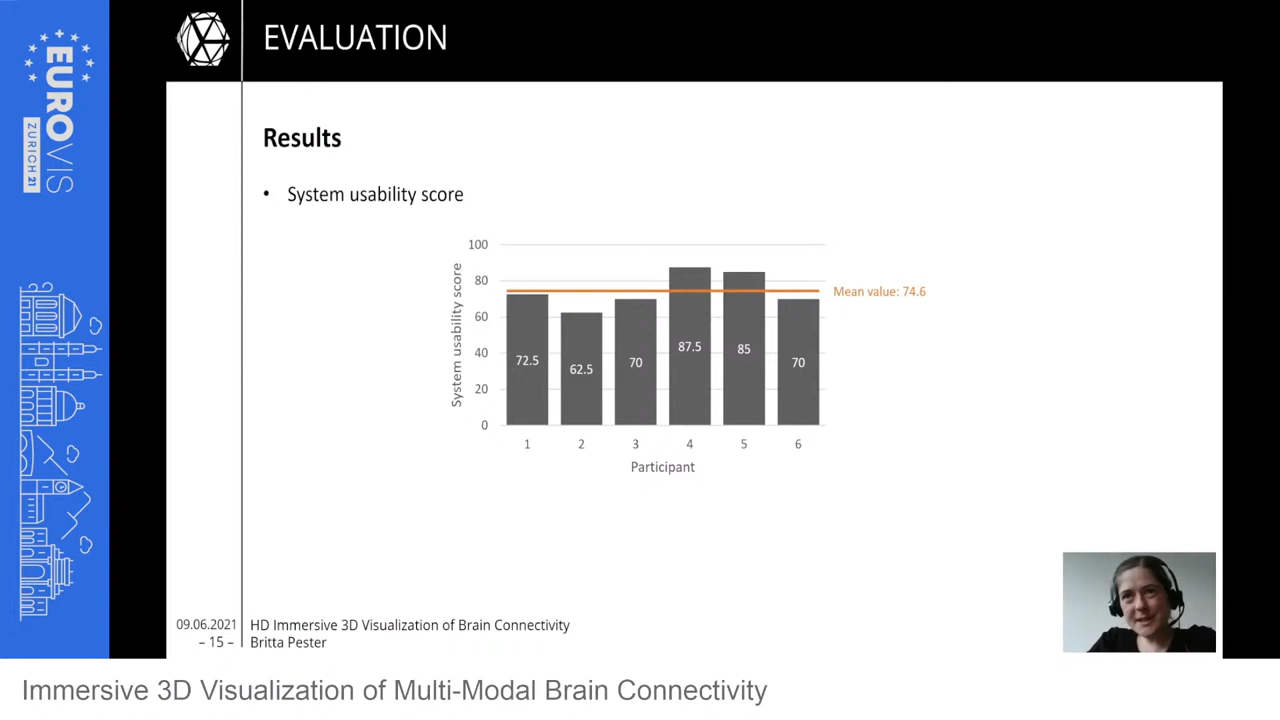 EUROVIS
ZURICH 21
EVALUATION
Results
• System usability score
100
80
60
40
20
0
System usability score
72.5
62.5
70
87.5
85
70
Mean value: 74.6
1 2 3 4 5 6
Participant
09.06.2021
– 15 –
HD Immersive 3D Visualization of Brain Connectivity
Britta Pester
Immersive 3D Visualization of Multi-Modal Brain Connectivity